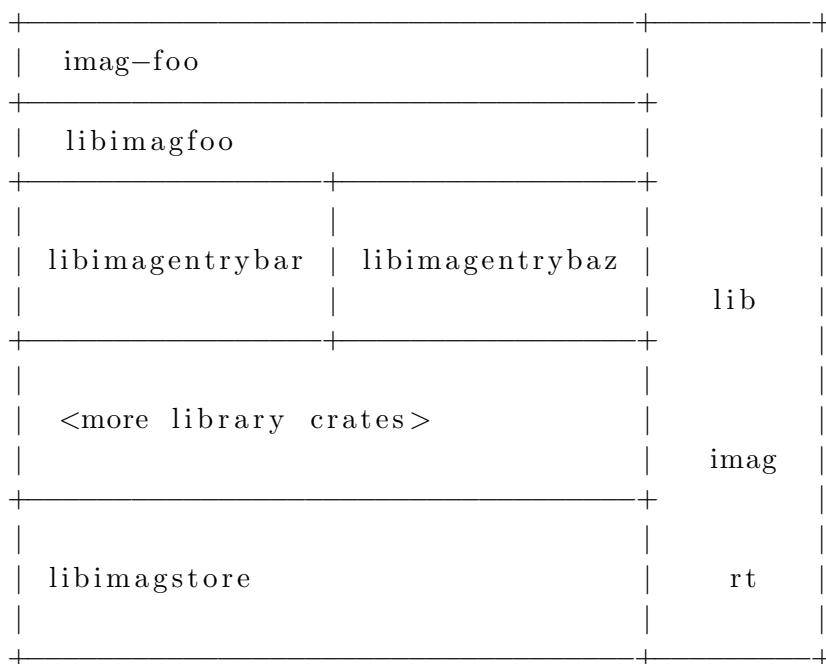 imag-foo
libimagfoo
libimagentrybar | libimagentrybaz
lib
<more library crates>
imag
libimagstore
rt